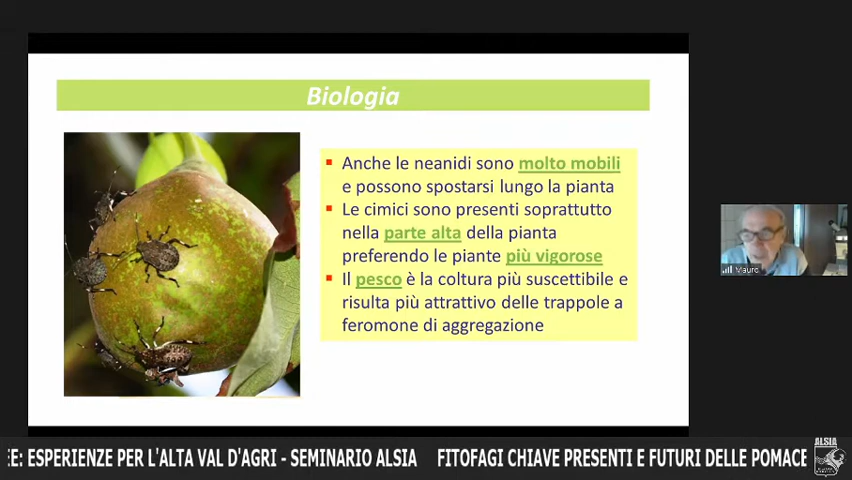 Biologia
Anche le neanidi sono molto mobili
e possono spostarsi lungo la pianta
Le cimici sono presenti soprattutto
nella parte alta della pianta
preferendo le piante più vigorose
Il pesco è la coltura più suscettibile e
risulta più attrattivo delle trappole a
feromone di aggregazione
Mauro
E: ESPERIENZE PER L'ALTA VAL D'AGRI - SEMINARIO ALSIA FITOFAGI CHIAVE PRESENTI E FUTURI DELLE POMACE
ALSIA